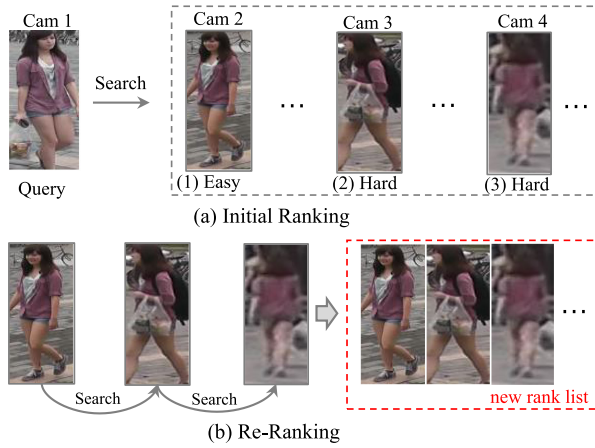 Cam 1
Cam 2
Cam 3
Cam 4
Search
...
...
...
Query
(1) Easy
(2) Hard
(3) Hard
(a) Initial Ranking
...
Search
Search
new rank list
(b) Re-Ranking